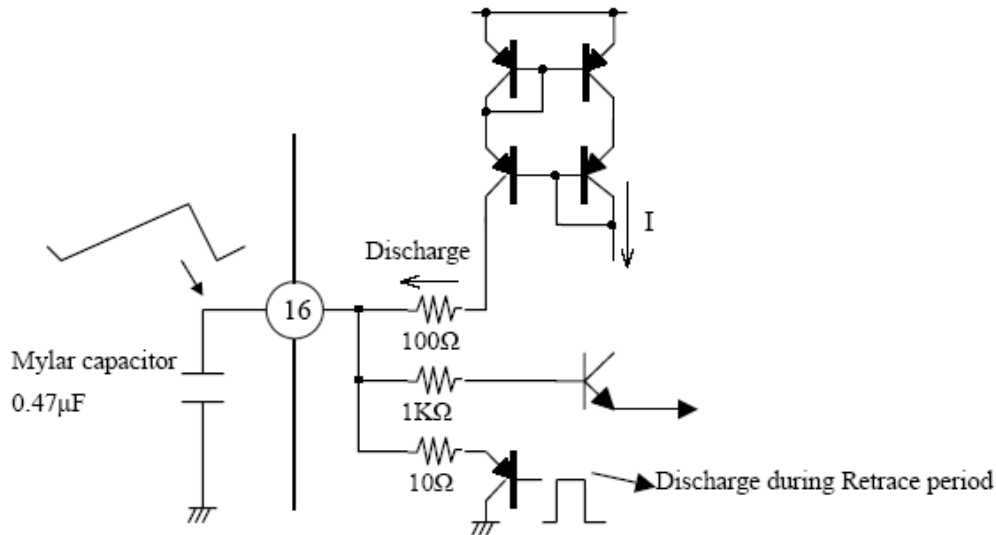 I
Discharge
16
100Ω
Mylar capacitor
0.47µF
1KΩ
10Ω
Discharge during Retrace period